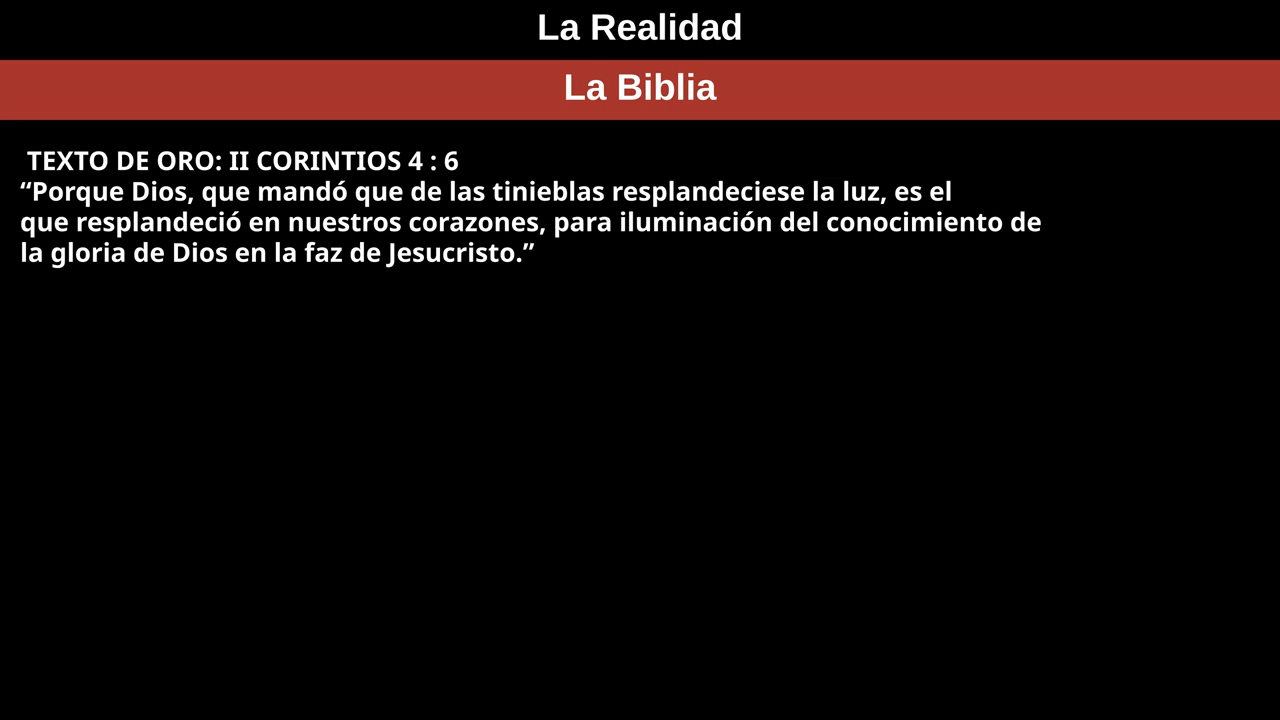 La Realidad
La Biblia
TEXTO DE ORO: II CORINTIOS 4 : 6
“Porque Dios, que mandó que de las tinieblas resplandeciese la luz, es el
que resplandeció en nuestros corazones, para iluminación del conocimiento de
la gloria de Dios en la faz de Jesucristo.”